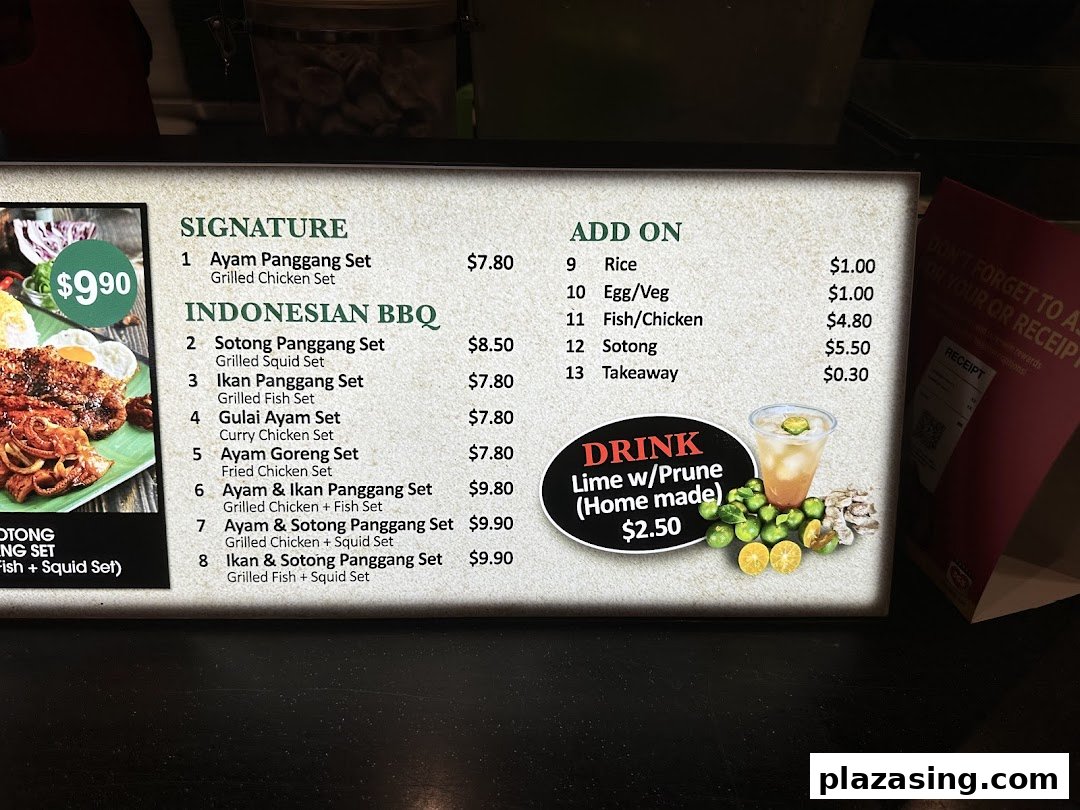 $9.90
OTONG
NG SET
Fish + Squid Set)
SIGNATURE
1 Ayam Panggang Set $7.80
Grilled Chicken Set
INDONESIAN BBQ
2 Sotong Panggang Set $8.50
Grilled Squid Set
3 Ikan Panggang Set $7.80
Grilled Fish Set
4 Gulai Ayam Set $7.80
Curry Chicken Set
5 Ayam Goreng Set $7.80
Fried Chicken Set
6 Ayam & Ikan Panggang Set $9.80
Grilled Chicken + Fish Set
7 Ayam & Sotong Panggang Set $9.90
Grilled Chicken + Squid Set
8 Ikan & Sotong Panggang Set $9.90
Grilled Fish + Squid Set
ADD ON
9 Rice $1.00
10 Egg/Veg $1.00
11 Fish/Chicken $4.80
12 Sotong $5.50
13 Takeaway $0.30
DRINK
Lime w/Prune
(Home made)
$2.50
DON'T FORGET TO
FOR YOUR OR RECEIPT
RECEIPT
plazasing.com